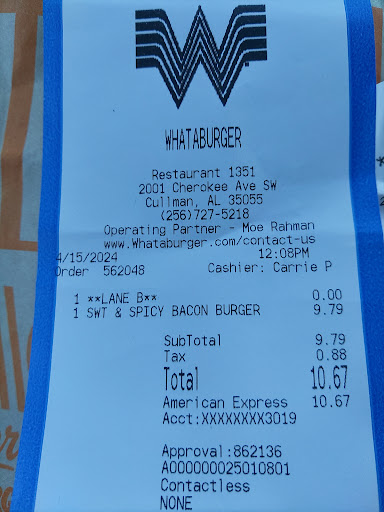 WHATABURGER
Restaurant 1351
2001 Cherokee Ave SW
Cullman, AL 35055
(256)727-5218
Operating Partner - Moe Rahman
www.Whataburger.com/contact-us
4/15/2024 12:08PM
Order 562048 Cashier: Carrie P
1 **LANE B** 0.00
1 SWT & SPICY BACON BURGER 9.79
SubTotal 9.79
Tax 0.88
Total 10.67
American Express 10.67
Acct:XXXXXXXX3019
Approval:862136
A000000025010801
Contactless
NONE